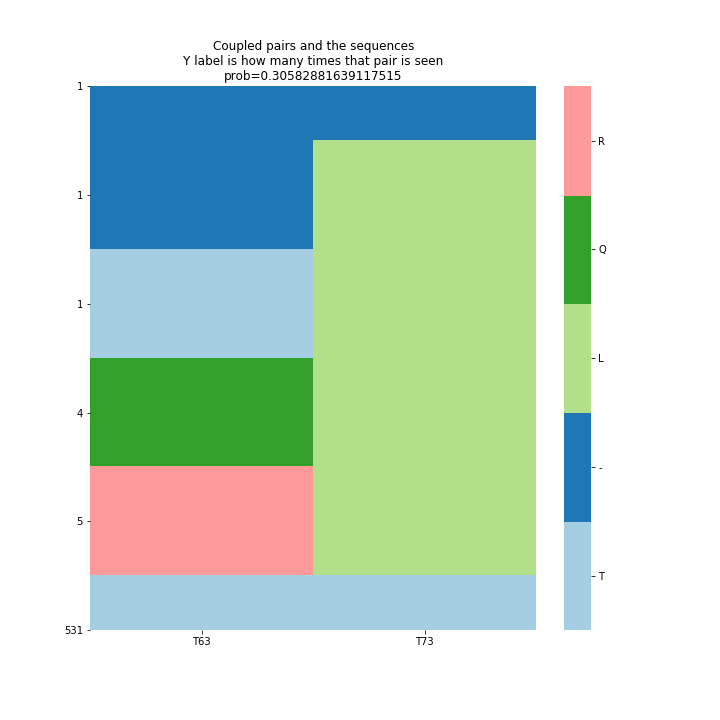 Coupled pairs and the sequences
Y label is how many times that pair is seen
prob=0.30582881639117515
1
1
1
4
5
531
T63
T73
R
Q
L
-
T